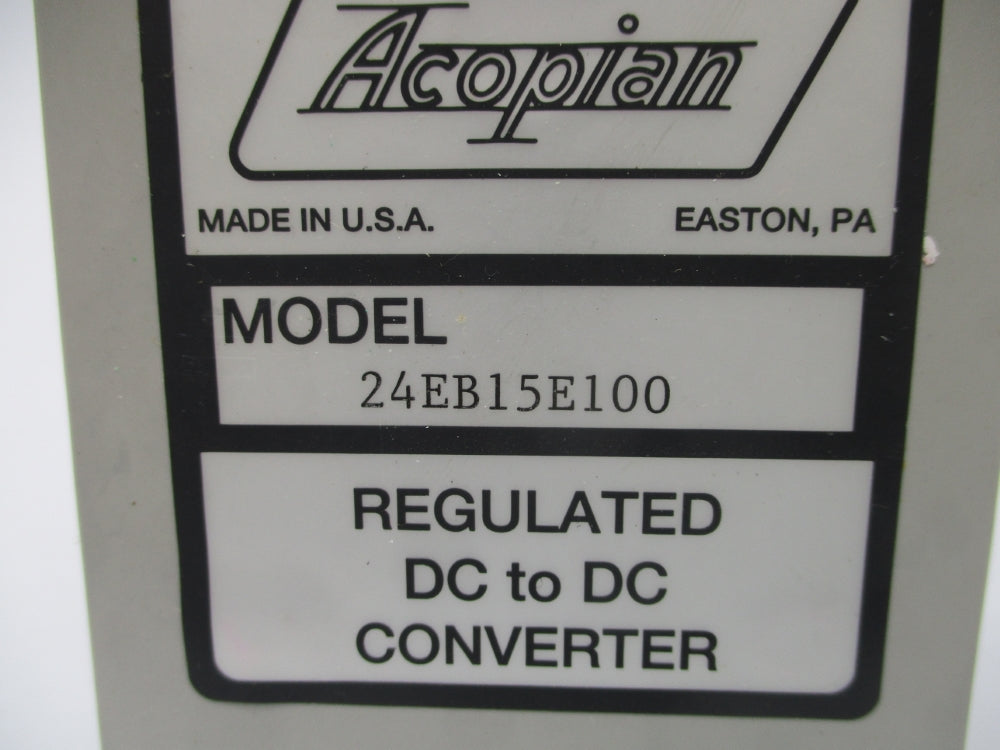 Acopian
MADE IN U.S.A. EASTON, PA
MODEL
24EB15E100
REGULATED
DC to DC
CONVERTER